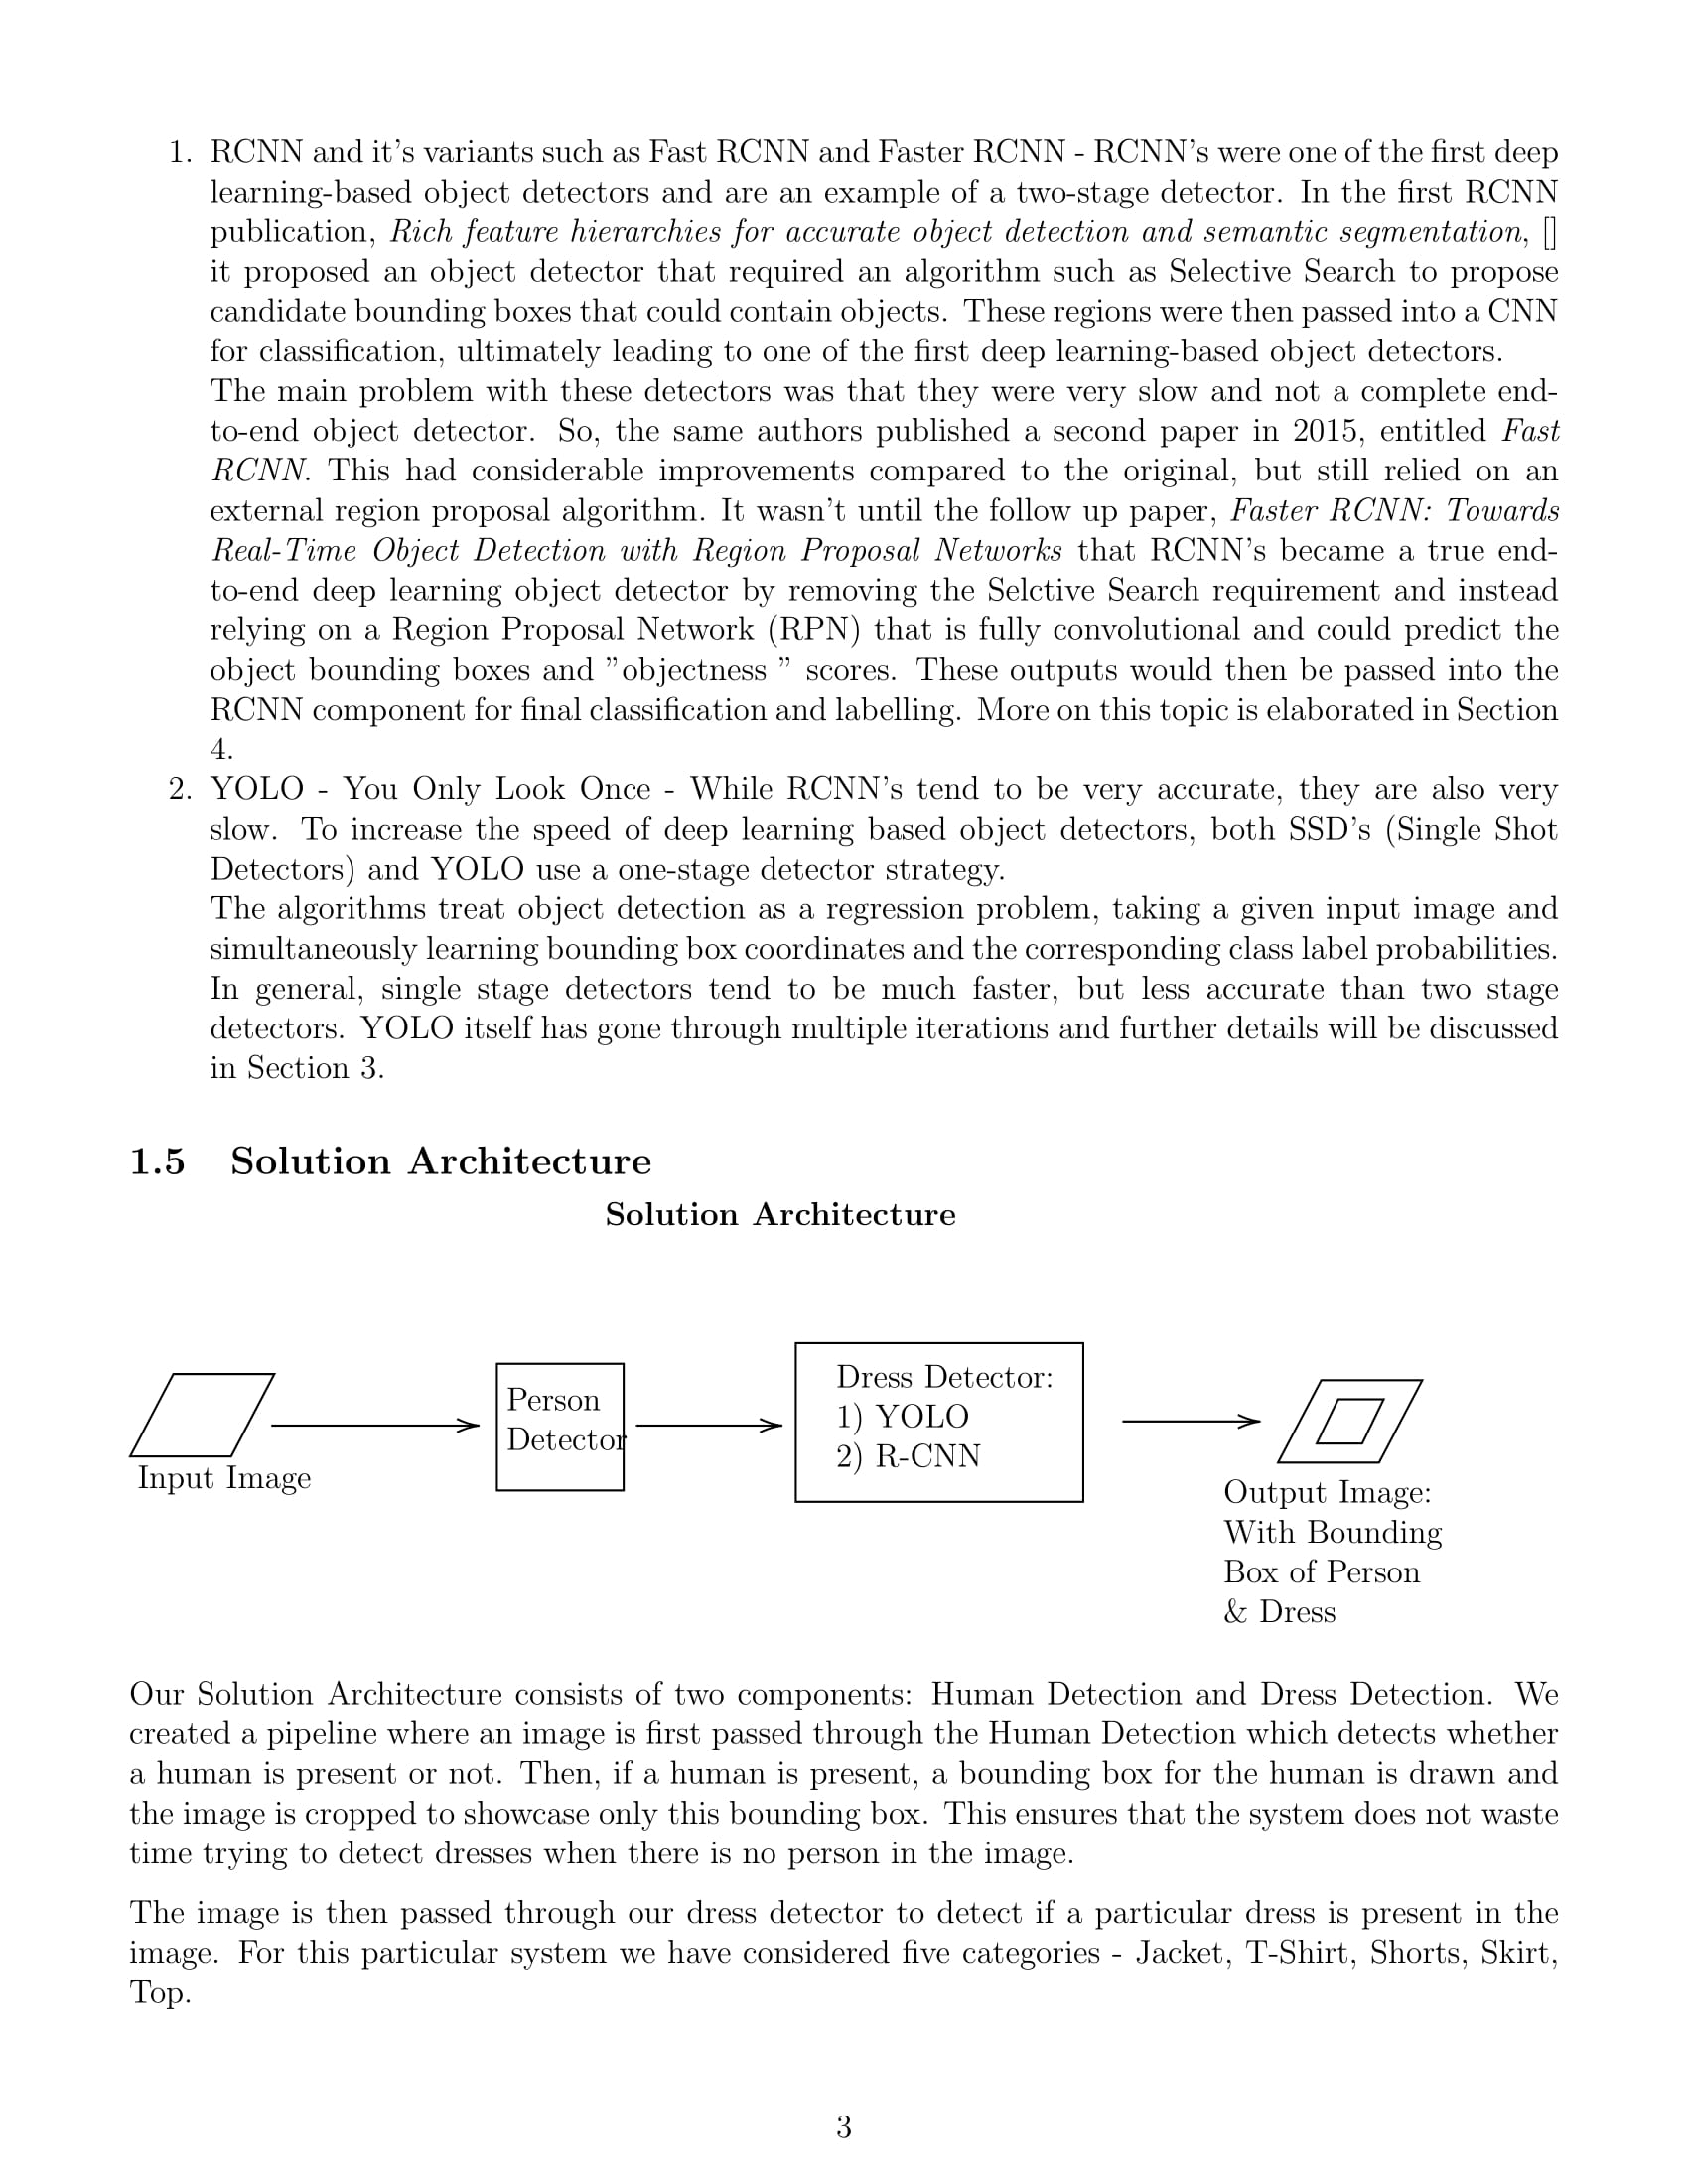 1. RCNN and it's variants such as Fast RCNN and Faster RCNN - RCNN's were one of the first deep
learning-based object detectors and are an example of a two-stage detector. In the first RCNN
publication, Rich feature hierarchies for accurate object detection and semantic segmentation, []
it proposed an object detector that required an algorithm such as Selective Search to propose
candidate bounding boxes that could contain objects. These regions were then passed into a CNN
for classification, ultimately leading to one of the first deep learning-based object detectors.
The main problem with these detectors was that they were very slow and not a complete end-
to-end object detector. So, the same authors published a second paper in 2015, entitled Fast
RCNN. This had considerable improvements compared to the original, but still relied on an
external region proposal algorithm. It wasn't until the follow up paper, Faster RCNN: Towards
Real-Time Object Detection with Region Proposal Networks that RCNN's became a true end-
to-end deep learning object detector by removing the Selctive Search requirement and instead
relying on a Region Proposal Network (RPN) that is fully convolutional and could predict the
object bounding boxes and ”objectness ” scores. These outputs would then be passed into the
RCNN component for final classification and labelling. More on this topic is elaborated in Section
4.
2. YOLO - You Only Look Once - While RCNN's tend to be very accurate, they are also very
slow. To increase the speed of deep learning based object detectors, both SSD's (Single Shot
Detectors) and YOLO use a one-stage detector strategy.
The algorithms treat object detection as a regression problem, taking a given input image and
simultaneously learning bounding box coordinates and the corresponding class label probabilities.
In general, single stage detectors tend to be much faster, but less accurate than two stage
detectors. YOLO itself has gone through multiple iterations and further details will be discussed
in Section 3.
1.5 Solution Architecture
Solution Architecture
Input Image
Person
Detector
Dress Detector:
1) YOLO
2) R-CNN
Output Image:
With Bounding
Box of Person
& Dress
Our Solution Architecture consists of two components: Human Detection and Dress Detection. We
created a pipeline where an image is first passed through the Human Detection which detects whether
a human is present or not. Then, if a human is present, a bounding box for the human is drawn and
the image is cropped to showcase only this bounding box. This ensures that the system does not waste
time trying to detect dresses when there is no person in the image.
The image is then passed through our dress detector to detect if a particular dress is present in the
image. For this particular system we have considered five categories - Jacket, T-Shirt, Shorts, Skirt,
Top.
3